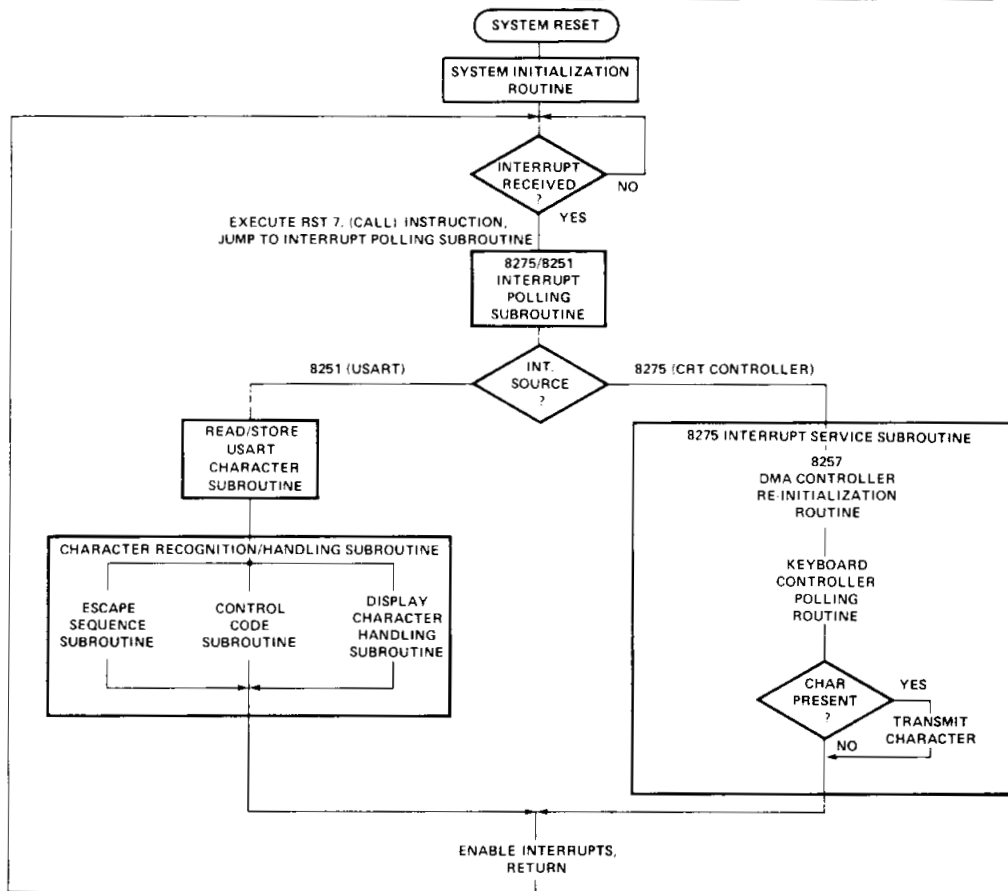 SYSTEM RESET
SYSTEM INITIALIZATION
ROUTINE
INTERRUPT
RECEIVED
?
NO
YES
EXECUTE RST 7. (CALL) INSTRUCTION,
JUMP TO INTERRUPT POLLING SUBROUTINE
8275/8251
INTERRUPT
POLLING
SUBROUTINE
INT.
SOURCE
?
8251 (USART)
8275 (CRT CONTROLLER)
READ/STORE
USART
CHARACTER
SUBROUTINE
CHARACTER RECOGNITION/HANDLING SUBROUTINE
ESCAPE
SEQUENCE
SUBROUTINE
CONTROL
CODE
SUBROUTINE
DISPLAY
CHARACTER
HANDLING
SUBROUTINE
8275 INTERRUPT SERVICE SUBROUTINE
8257
DMA CONTROLLER
RE-INITIALIZATION
ROUTINE
KEYBOARD
CONTROLLER
POLLING
ROUTINE
CHAR
PRESENT
?
YES
TRANSMIT
CHARACTER
NO
ENABLE INTERRUPTS,
RETURN